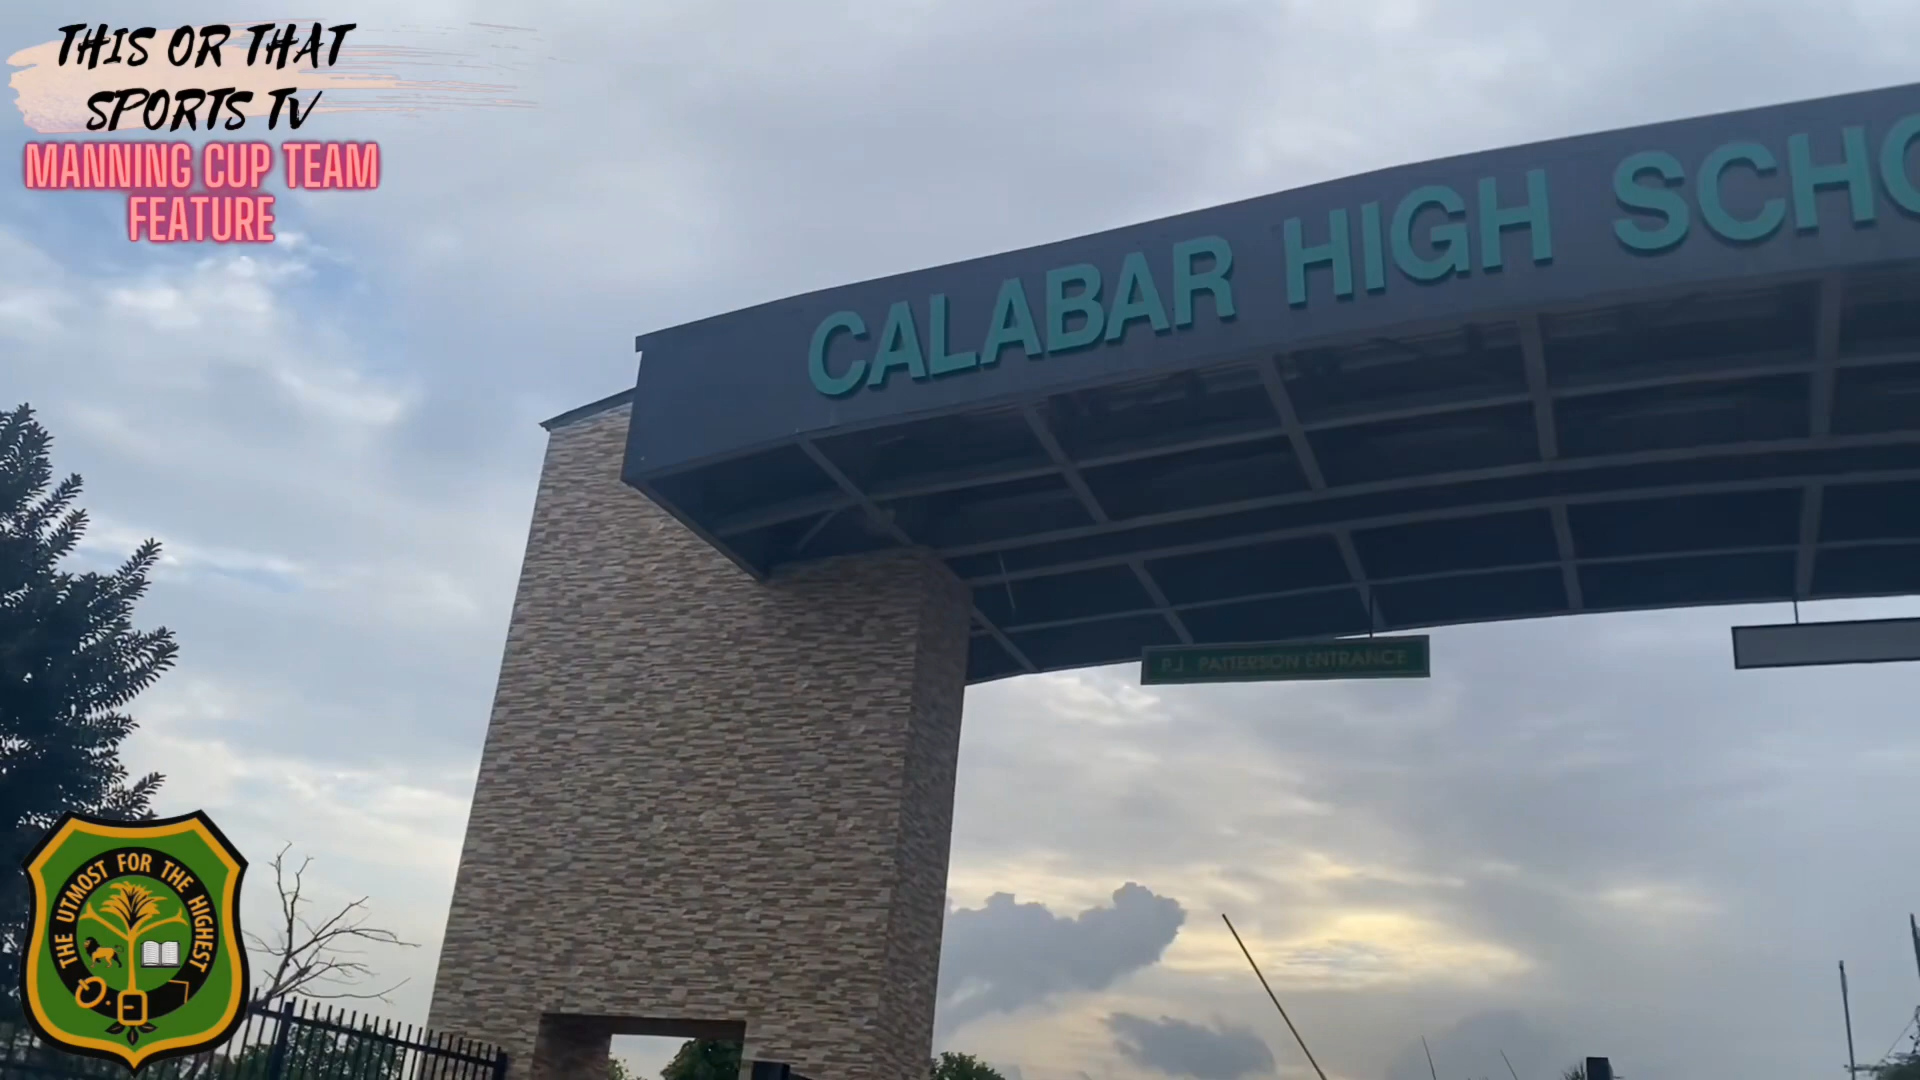 THIS OR THAT
SPORTS TV
MANNING CUP TEAM
FEATURE
CALABAR HIGH SCHO
P.J. PATTERSON ENTRANCE
THE UTMOST FOR THE HIGHEST